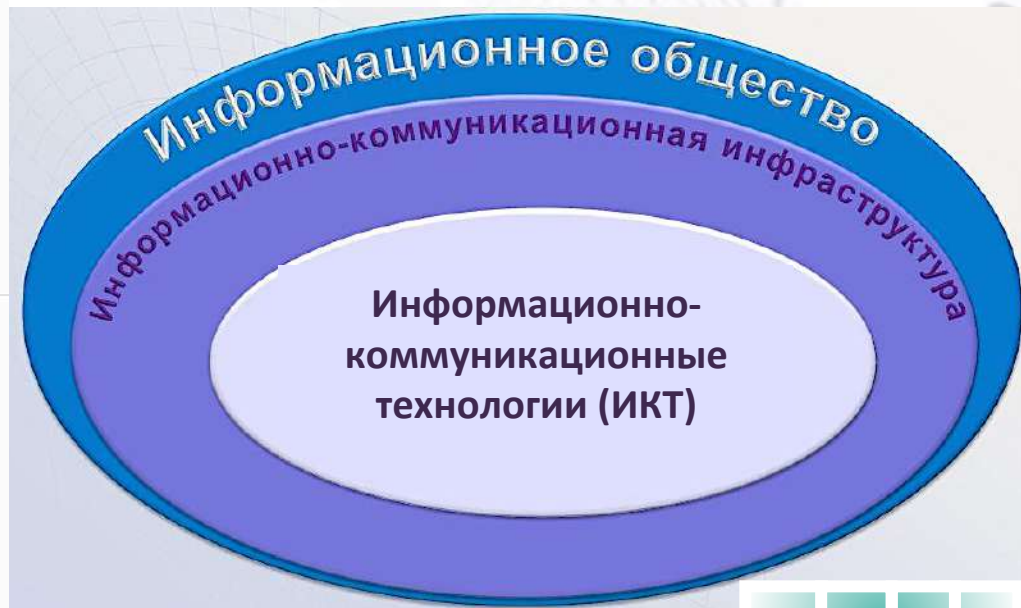 Информационное общество
Информационно-коммуникационная инфраструктура
Информационно-
коммуникационные
технологии (ИКТ)